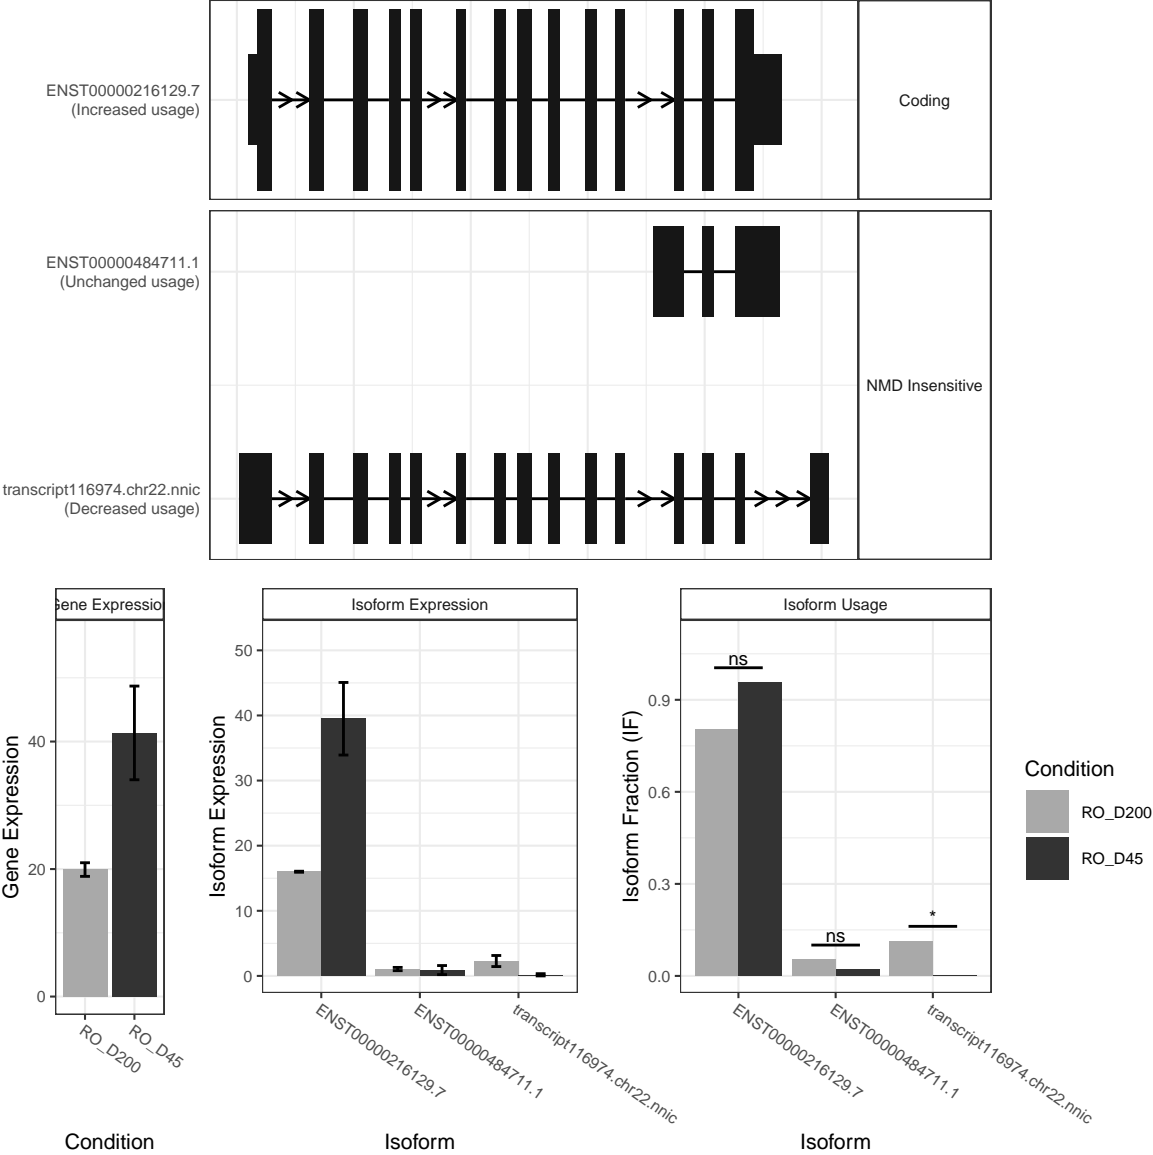 ENST00000216129.7
(Increased usage)
Coding
ENST00000484711.1
(Unchanged usage)
NMD Insensitive
transcript116974.chr22.nnic
(Decreased usage)
Gene Expressio
Isoform Expression
Isoform Usage
Gene Expression
40
20
0
RO_D200
RO_D45
Condition
Isoform Expression
50
40
30
20
10
0
ENST00000216129.7
ENST00000484711.1
transcript116974.chr22.nnic
Isoform
Isoform Fraction (IF)
0.9
0.6
0.3
0.0
ns
ns
*
ENST00000216129.7
ENST00000484711.1
transcript116974.chr22.nnic
Isoform
Condition
RO_D200
RO_D45